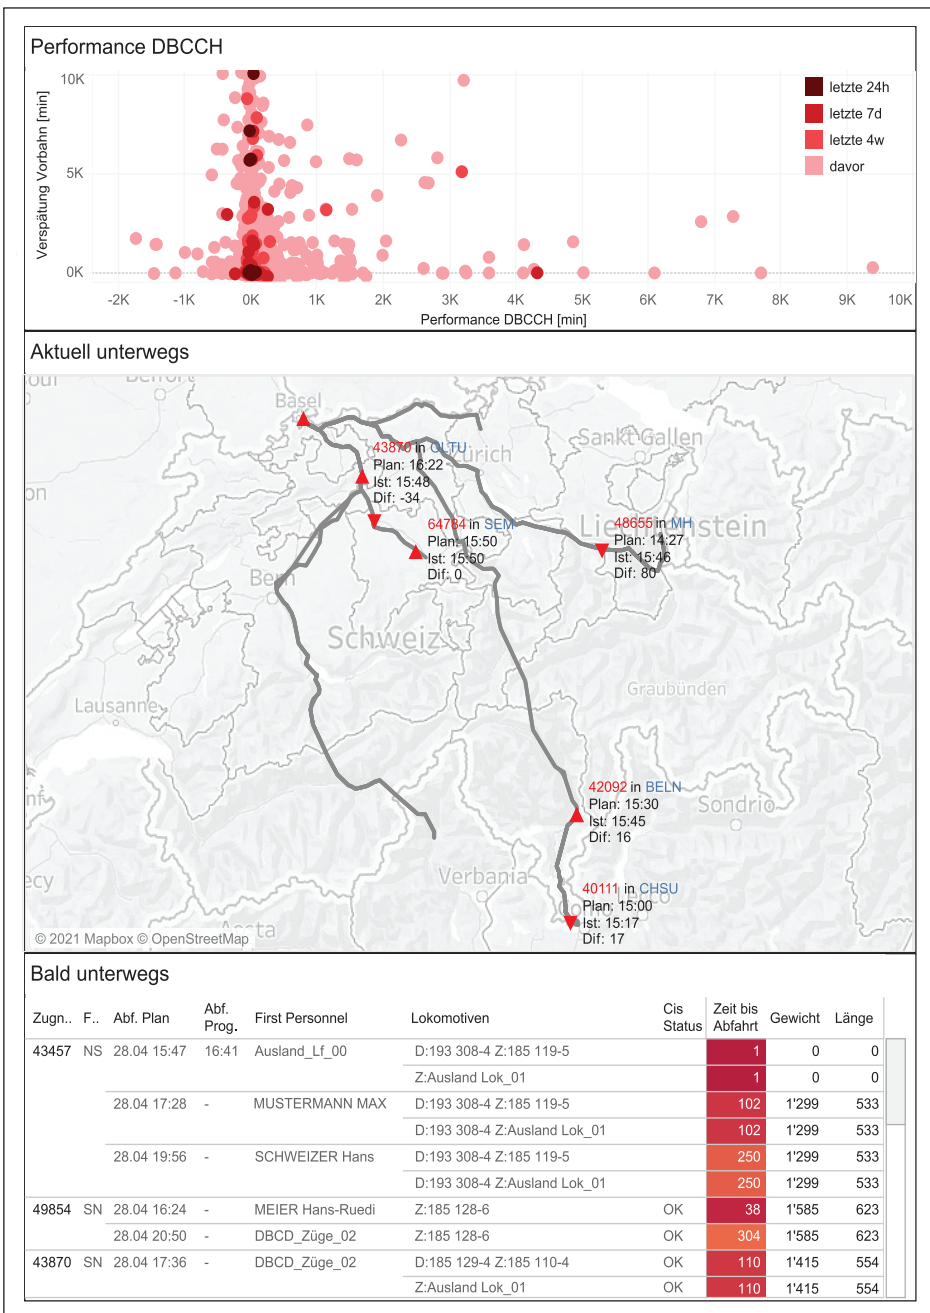 Performance DBCCH
Verspätung Vorbahn [min]
10K
5K
0K
letzte 24h
letzte 7d
letzte 4w
davor
-2K -1K 0K 1K 2K 3K 4K 5K 6K 7K 8K 9K 10K
Performance DBCCH [min]
Aktuell unterwegs
Basel
Sankt Gallen
43870 in OLTU
Plan: 16:22
Ist: 15:48
Dif: -34
64784 in SEM
Plan: 15:50
Ist: 15:50
Dif: 0
Liechtenstein
48655 in MH
Plan: 14:27
Ist: 15:46
Dif: 80
Bern
Schweiz
Graubünden
Lausanne
42092 in BELN
Plan: 15:30
Ist: 15:45
Dif: 16
Sondrio
Verbania
40111 in CHSU
Plan: 15:00
Ist: 15:17
Dif: 17
© 2021 Mapbox © OpenStreetMap
Bald unterwegs
Zugn.. F.. Abf. Plan Abf. Prog. First Personnel Lokomotiven Cis Status Zeit bis Abfahrt Gewicht Länge
43457 NS 28.04 15:47 16:41 Ausland_Lf_00 D:193 308-4 Z:185 119-5 1 0 0
Z:Ausland Lok_01 1 0 0
28.04 17:28 - MUSTERMANN MAX D:193 308-4 Z:185 119-5 102 1'299 533
D:193 308-4 Z:Ausland Lok_01 102 1'299 533
28.04 19:56 - SCHWEIZER Hans D:193 308-4 Z:185 119-5 250 1'299 533
D:193 308-4 Z:Ausland Lok_01 250 1'299 533
49854 SN 28.04 16:24 - MEIER Hans-Ruedi Z:185 128-6 OK 38 1'585 623
28.04 20:50 - DBCD_Züge_02 Z:185 128-6 OK 304 1'585 623
43870 SN 28.04 17:36 - DBCD_Züge_02 D:185 129-4 Z:185 110-4 OK 110 1'415 554
Z:Ausland Lok_01 OK 110 1'415 554